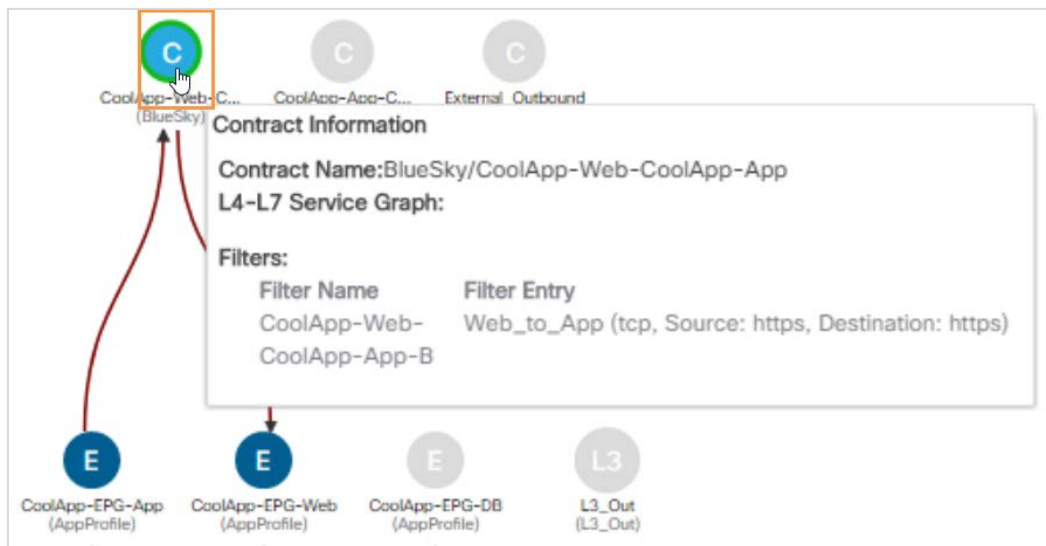 C C C
CoolApp-Web-C... CoolApp-App-C... External_Outbound
(BlueSky)
Contract Information
Contract Name:BlueSky/CoolApp-Web-CoolApp-App
L4-L7 Service Graph:
Filters:
Filter Name Filter Entry
CoolApp-Web- Web_to_App (tcp, Source: https, Destination: https)
CoolApp-App-B
E E E L3
CoolApp-EPG-App CoolApp-EPG-Web CoolApp-EPG-DB L3_Out
(AppProfile) (AppProfile) (AppProfile) (L3_Out)